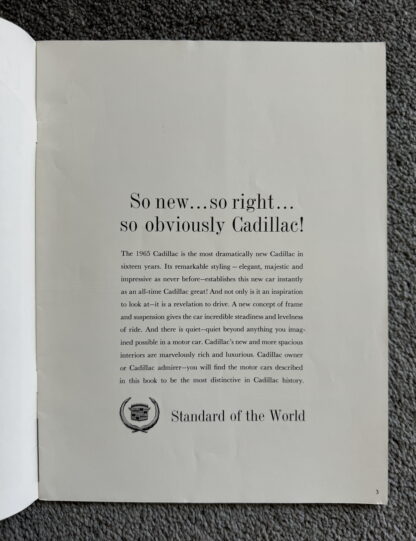 So new...so right...
so obviously Cadillac!
The 1965 Cadillac is the most dramatically new Cadillac in
sixteen years. Its remarkable styling — elegant, majestic and
impressive as never before—establishes this new car instantly
as an all-time Cadillac great! And not only is it an inspiration
to look at—it is a revelation to drive. A new concept of frame
and suspension gives the car incredible steadiness and levelness
of ride. And there is quiet–quiet beyond anything you imag-
ined possible in a motor car. Cadillac's new and more spacious
interiors are marvelously rich and luxurious. Cadillac owner
or Cadillac admirer—you will find the motor cars described
in this book to be the most distinctive in Cadillac history.
Standard of the World
3